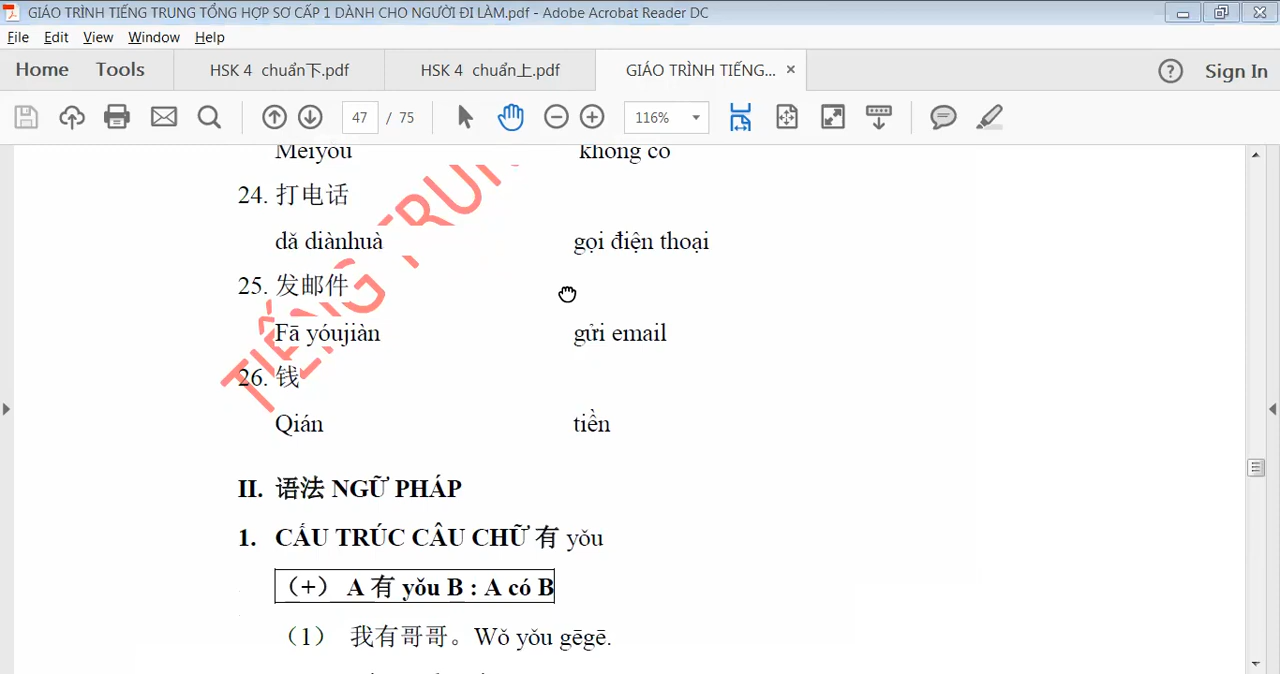 GIÁO TRÌNH TIẾNG TRUNG TỔNG HỢP SƠ CẤP 1 DÀNH CHO NGƯỜI ĐI LÀM.pdf - Adobe Acrobat Reader DC
File Edit View Window Help
Home Tools HSK 4 chuẩn下.pdf HSK 4 chuẩn上.pdf GIÁO TRÌNH TIẾNG... × ? Sign In
47 / 75 116%
Méiyǒu không có
24. 打电话
dǎ diànhuà gọi điện thoại
25. 发邮件
Fā yóujiàn gửi email
26. 钱
Qián tiền
TIẾNG TRUN
II. 语法 NGỮ PHÁP
1. CẤU TRÚC CÂU CHỮ 有 yǒu
（+） A 有 yǒu B : A có B
（1） 我有哥哥。Wǒ yǒu gēgē.